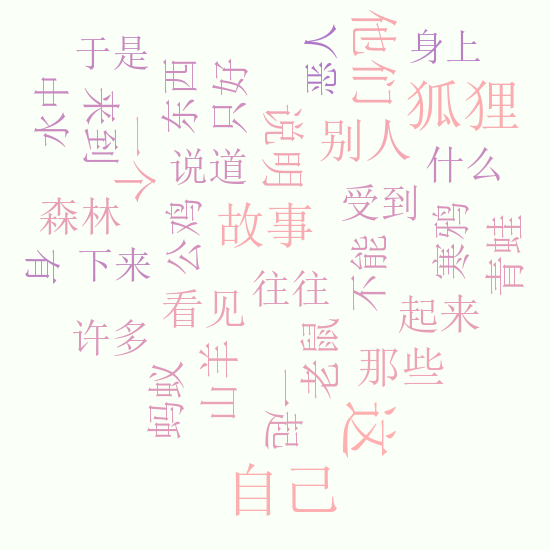 他们
恶人
身上
于是
东西
只好
水中
来到
一个
狐狸
说道
说明
别人
什么
森林
公鸡
故事
受到
寒鸦
青蛙
有
下来
不能
看见
往往
起来
许多
蚂蚁
山羊
老鼠
那些
一起
这
自己